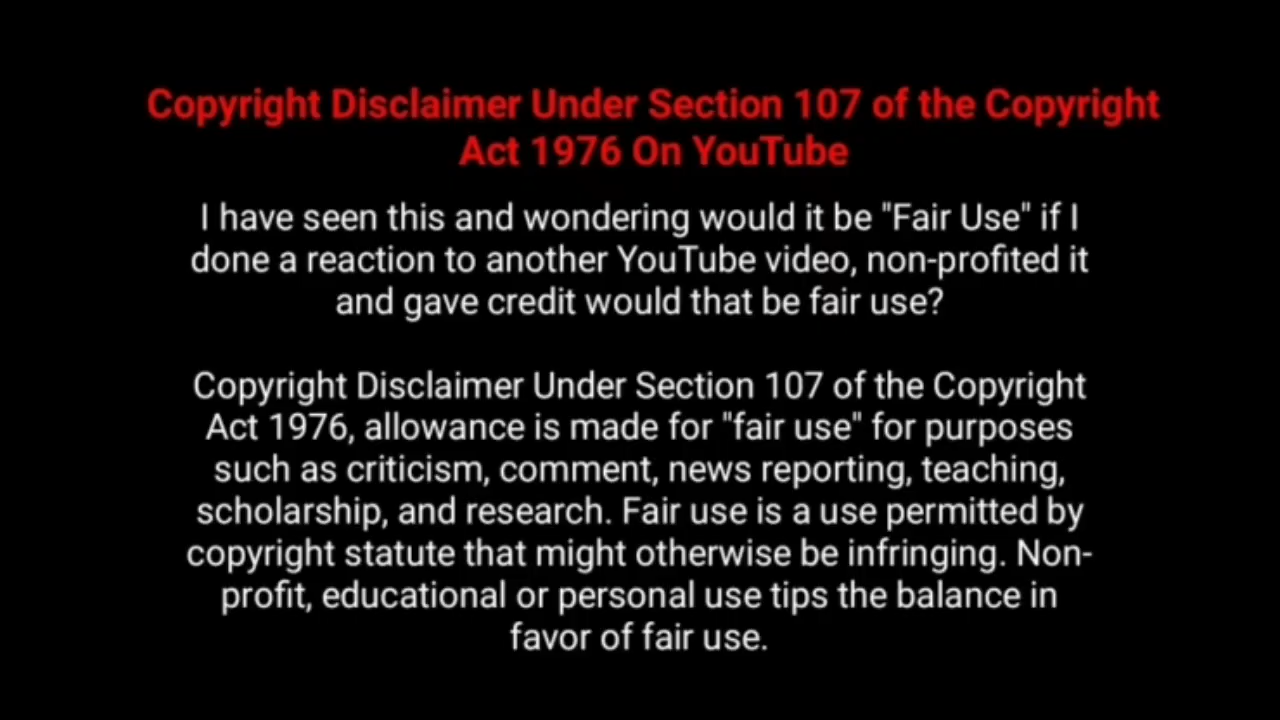 Copyright Disclaimer Under Section 107 of the Copyright
Act 1976 On YouTube
I have seen this and wondering would it be "Fair Use" if I
done a reaction to another YouTube video, non-profited it
and gave credit would that be fair use?
Copyright Disclaimer Under Section 107 of the Copyright
Act 1976, allowance is made for "fair use" for purposes
such as criticism, comment, news reporting, teaching,
scholarship, and research. Fair use is a use permitted by
copyright statute that might otherwise be infringing. Non-
profit, educational or personal use tips the balance in
favor of fair use.